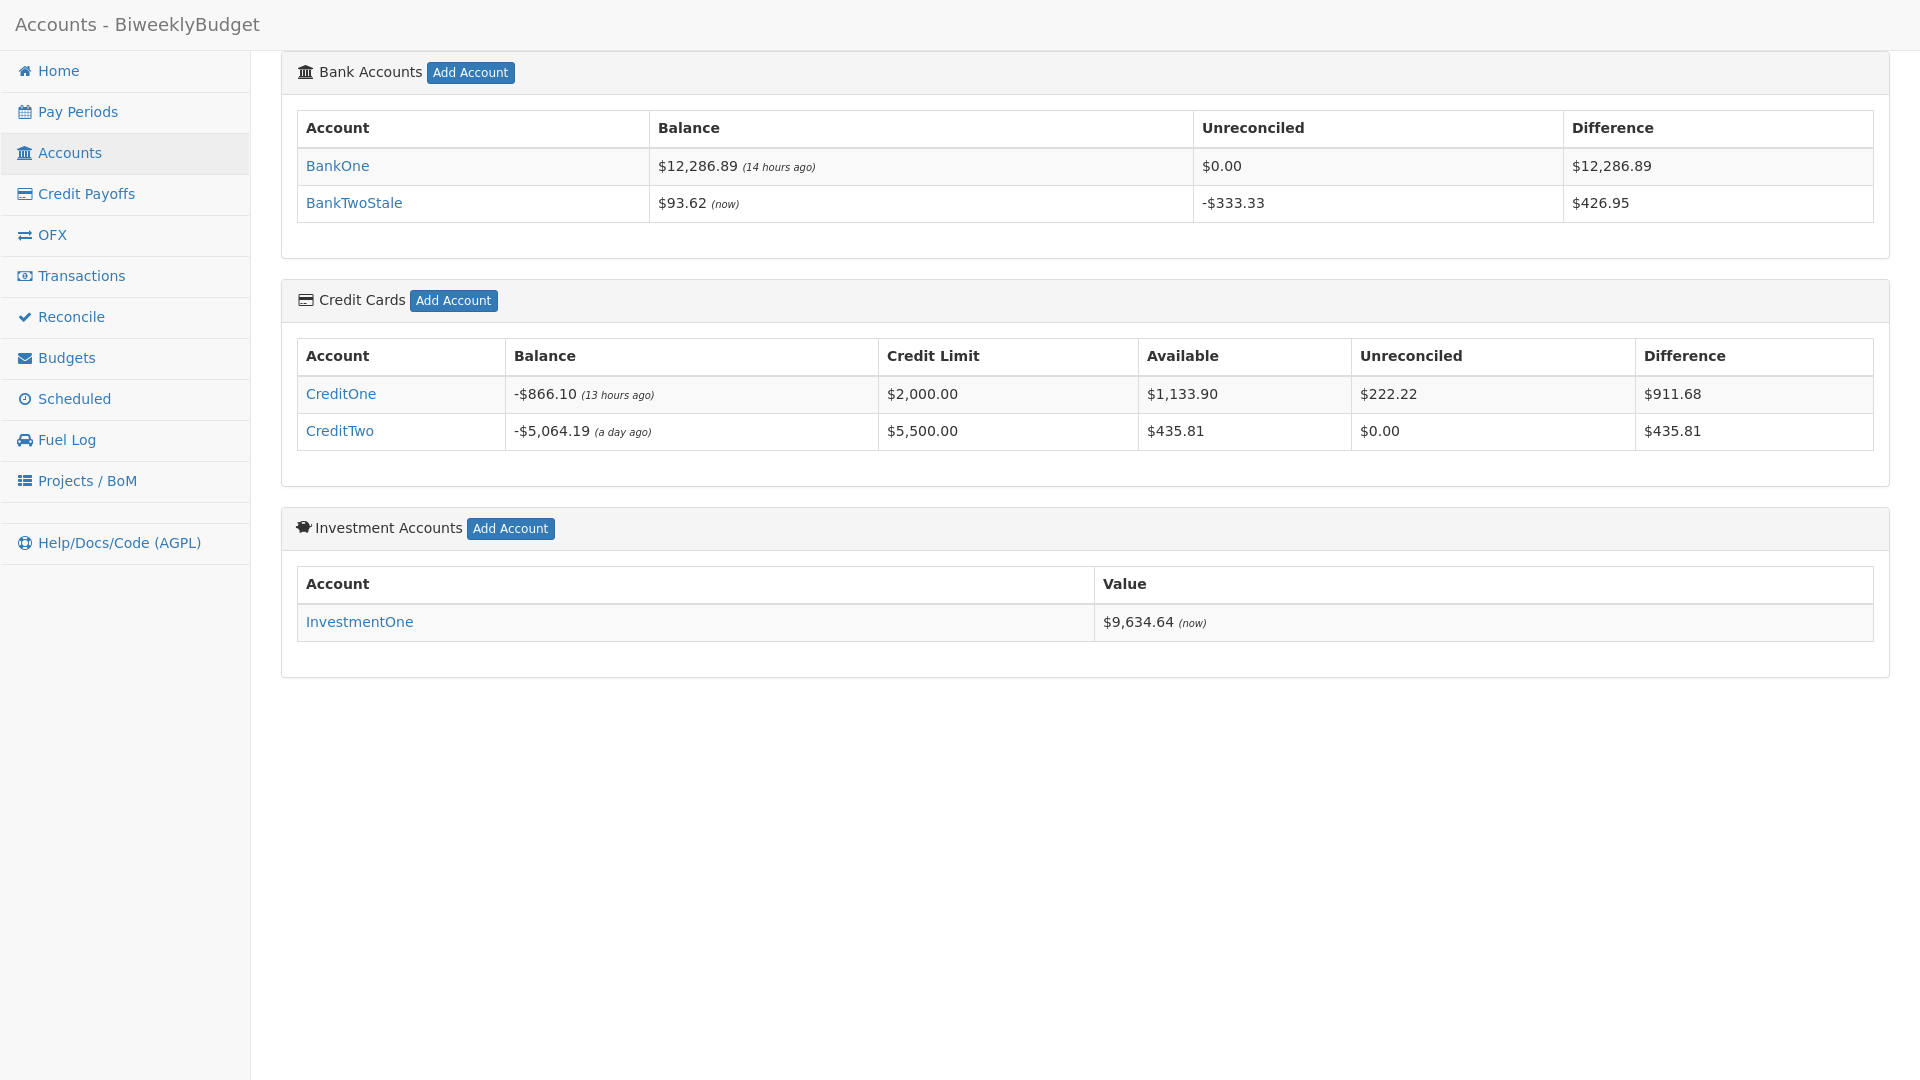 Accounts - BiweeklyBudget
Home
Pay Periods
Accounts
Credit Payoffs
OFX
Transactions
Reconcile
Budgets
Scheduled
Fuel Log
Projects / BoM
Help/Docs/Code (AGPL)
Bank Accounts Add Account
Account Balance Unreconciled Difference
BankOne $12,286.89 (14 hours ago) $0.00 $12,286.89
BankTwoStale $93.62 (now) -$333.33 $426.95
Credit Cards Add Account
Account Balance Credit Limit Available Unreconciled Difference
CreditOne -$866.10 (13 hours ago) $2,000.00 $1,133.90 $222.22 $911.68
CreditTwo -$5,064.19 (a day ago) $5,500.00 $435.81 $0.00 $435.81
Investment Accounts Add Account
Account Value
InvestmentOne $9,634.64 (now)